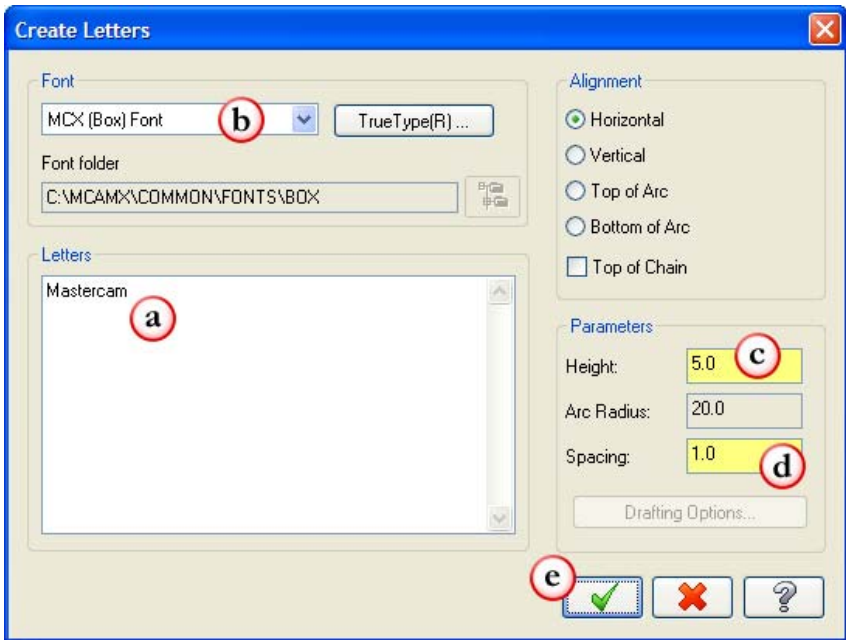 Create Letters
Font
MCX (Box) Font
b
TrueType(R) ...
Font folder
C:\MCAMX\COMMON\FONTS\BOX
Letters
Mastercam
a
Alignment
Horizontal
Vertical
Top of Arc
Bottom of Arc
Top of Chain
Parameters
Height: 5.0 c
Arc Radius: 20.0
Spacing: 1.0 d
Drafting Options...
e
?